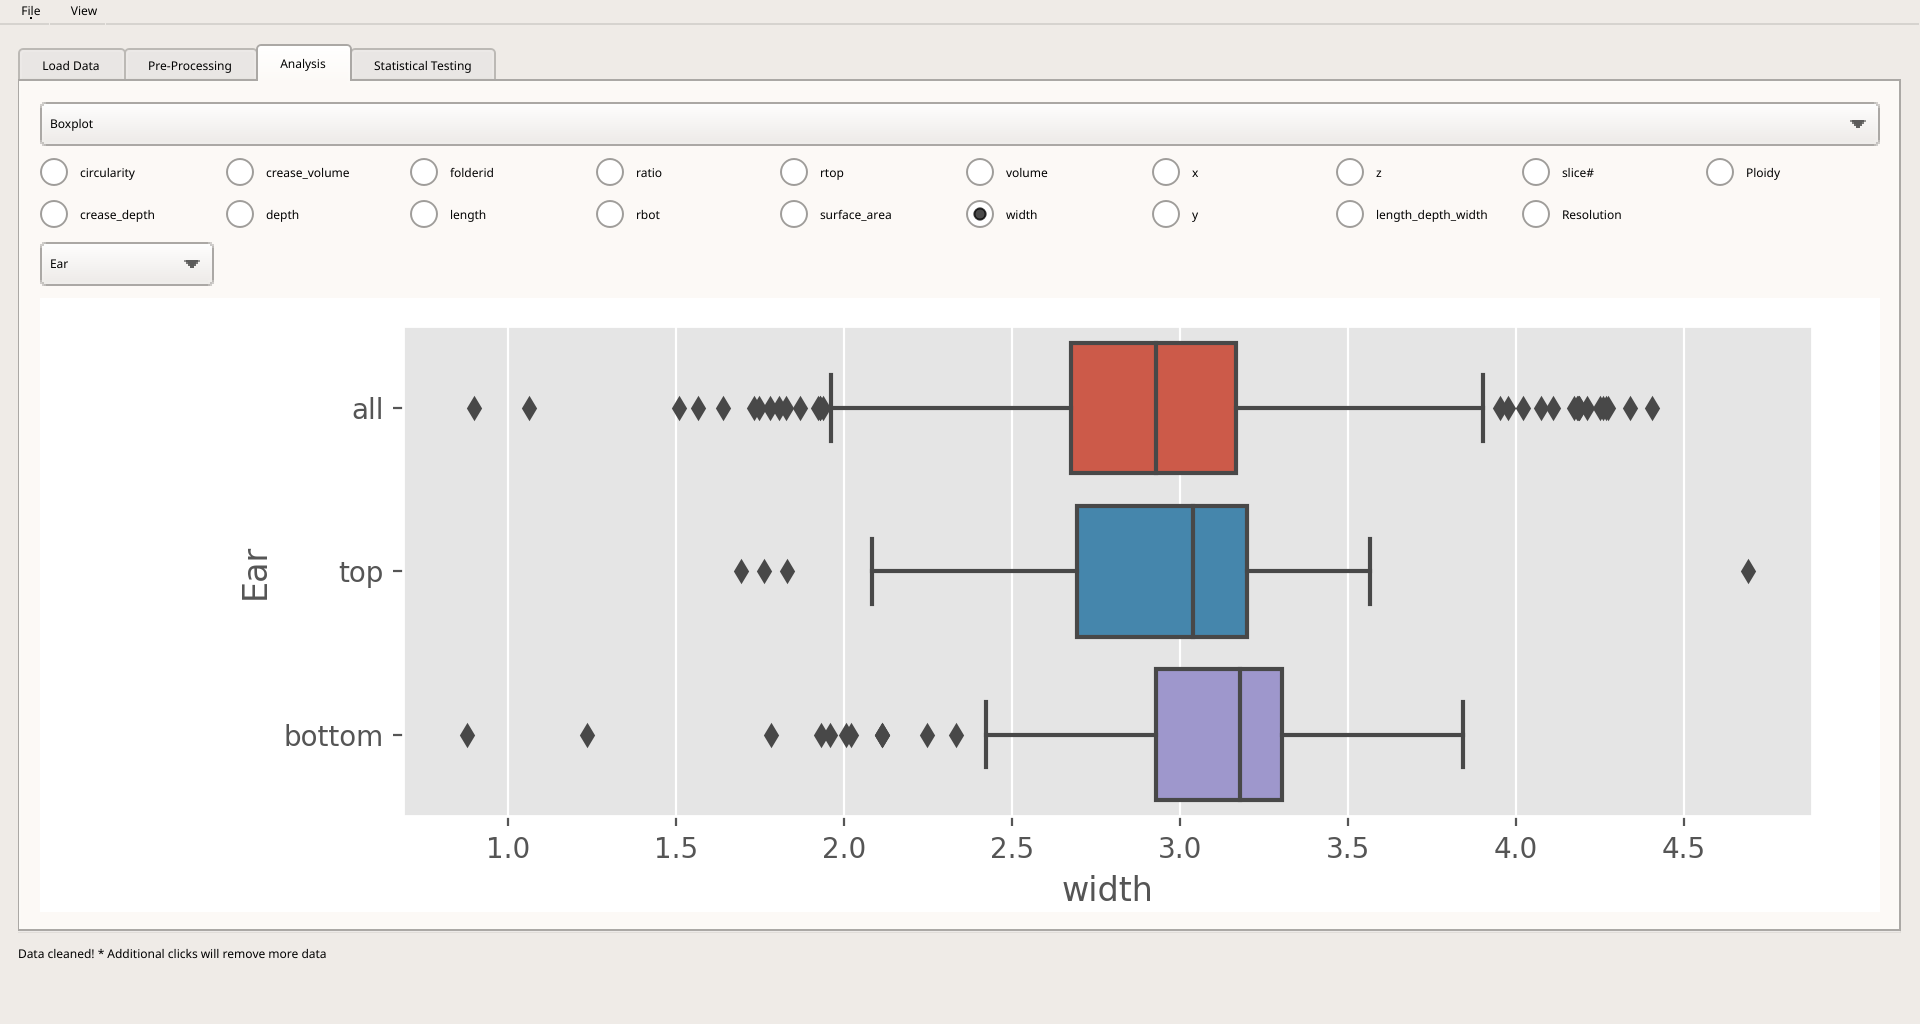 File View
Load Data Pre-Processing Analysis Statistical Testing
Boxplot
circularity crease_volume folderid ratio rtop volume x z slice# Ploidy
crease_depth depth length rbot surface_area width y length_depth_width Resolution
Ear
all
top
Ear
bottom
1.0 1.5 2.0 2.5 3.0 3.5 4.0 4.5
width
Data cleaned! * Additional clicks will remove more data